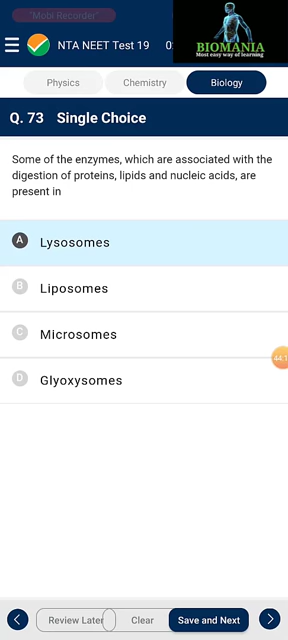 "Mobi Recorder"
NTA NEET Test 19
BIOMANIA
Most easy way of learning
Physics
Chemistry
Biology
Q. 73 Single Choice
Some of the enzymes, which are associated with the
digestion of proteins, lipids and nucleic acids, are
present in
A Lysosomes
B Liposomes
C Microsomes
D Glyoxysomes
Review Later
Clear
Save and Next